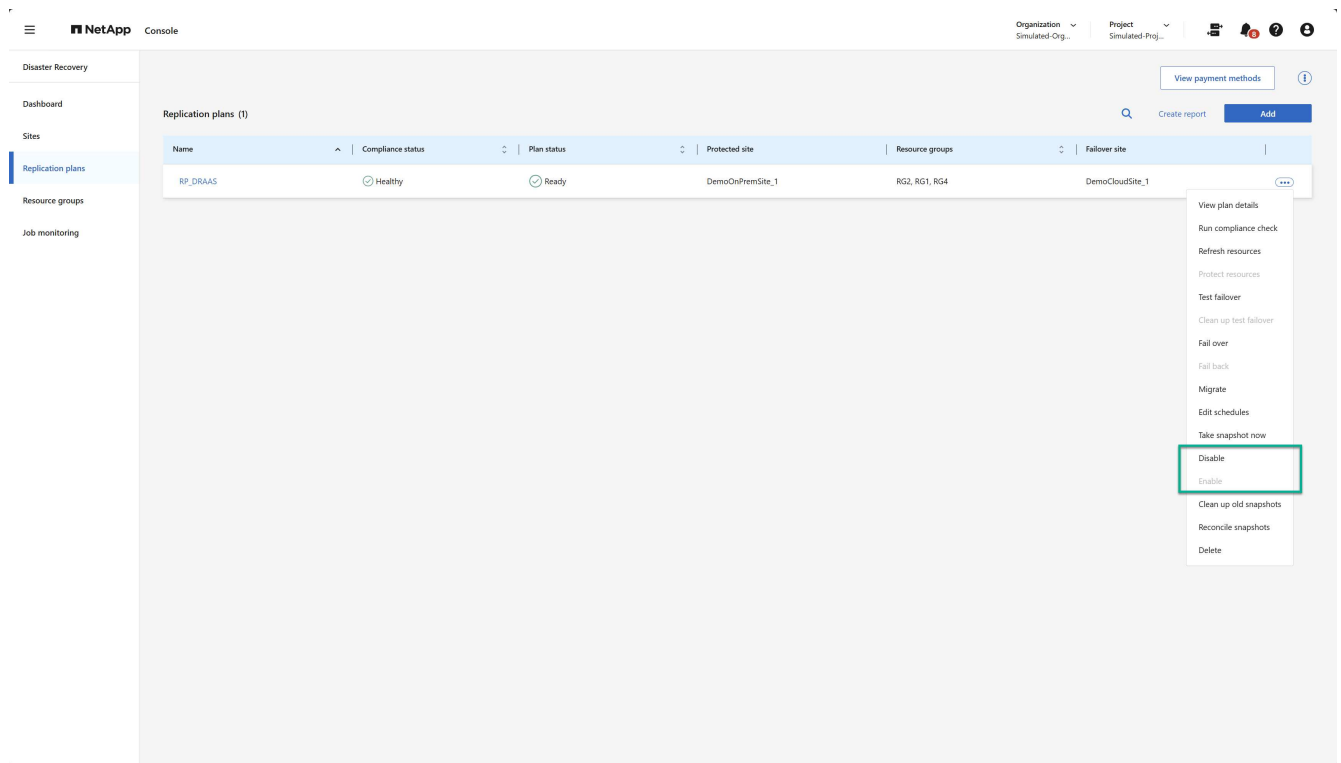 NetApp Console
Organization
Simulated-Org...
Project
Simulated-Proj...
8
Disaster Recovery
Dashboard
Sites
Replication plans
Resource groups
Job monitoring
View payment methods
Replication plans (1)
Create report
Add
Name Compliance status Plan status Protected site Resource groups Failover site
RP_DRAAS Healthy Ready DemoOnPremSite_1 RG2, RG1, RG4 DemoCloudSite_1
View plan details
Run compliance check
Refresh resources
Protect resources
Test failover
Clean up test failover
Fail over
Fail back
Migrate
Edit schedules
Take snapshot now
Disable
Enable
Clean up old snapshots
Reconcile snapshots
Delete